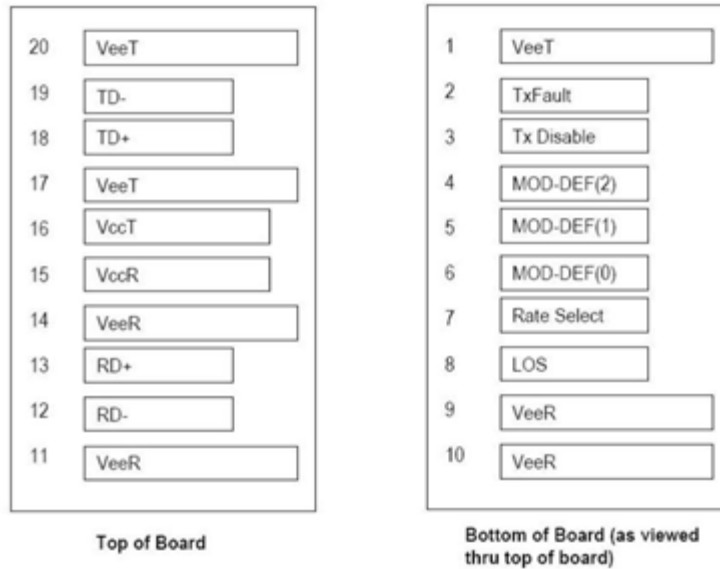 20 VeeT
19 TD-
18 TD+
17 VeeT
16 VccT
15 VccR
14 VeeR
13 RD+
12 RD-
11 VeeR
Top of Board
1 VeeT
2 TxFault
3 Tx Disable
4 MOD-DEF(2)
5 MOD-DEF(1)
6 MOD-DEF(0)
7 Rate Select
8 LOS
9 VeeR
10 VeeR
Bottom of Board (as viewed
thru top of board)